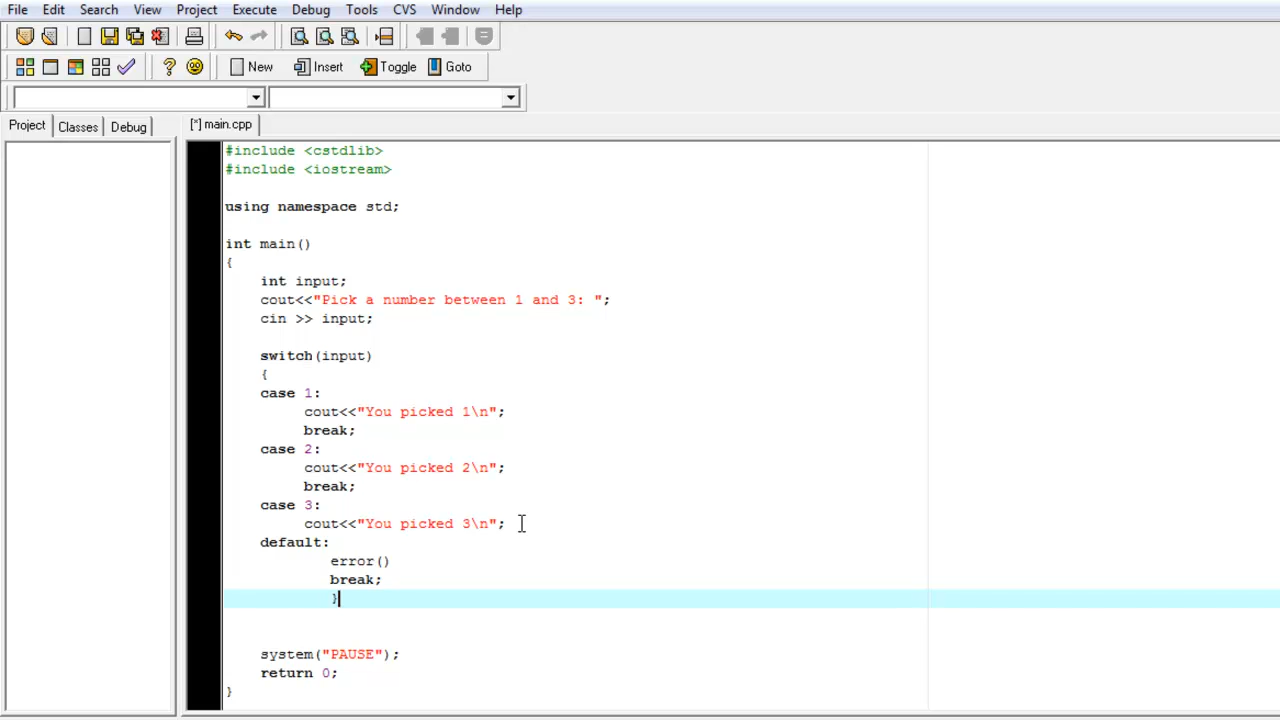 File Edit Search View Project Execute Debug Tools CVS Window Help
New Insert Toggle Goto
Project Classes Debug [*] main.cpp
#include <cstdlib>
#include <iostream>
using namespace std;
int main()
{
int input;
cout<<"Pick a number between 1 and 3: ";
cin >> input;
switch(input)
{
case 1:
cout<<"You picked 1\n";
break;
case 2:
cout<<"You picked 2\n";
break;
case 3:
cout<<"You picked 3\n";
default:
error()
break;
}
system("PAUSE");
return 0;
}